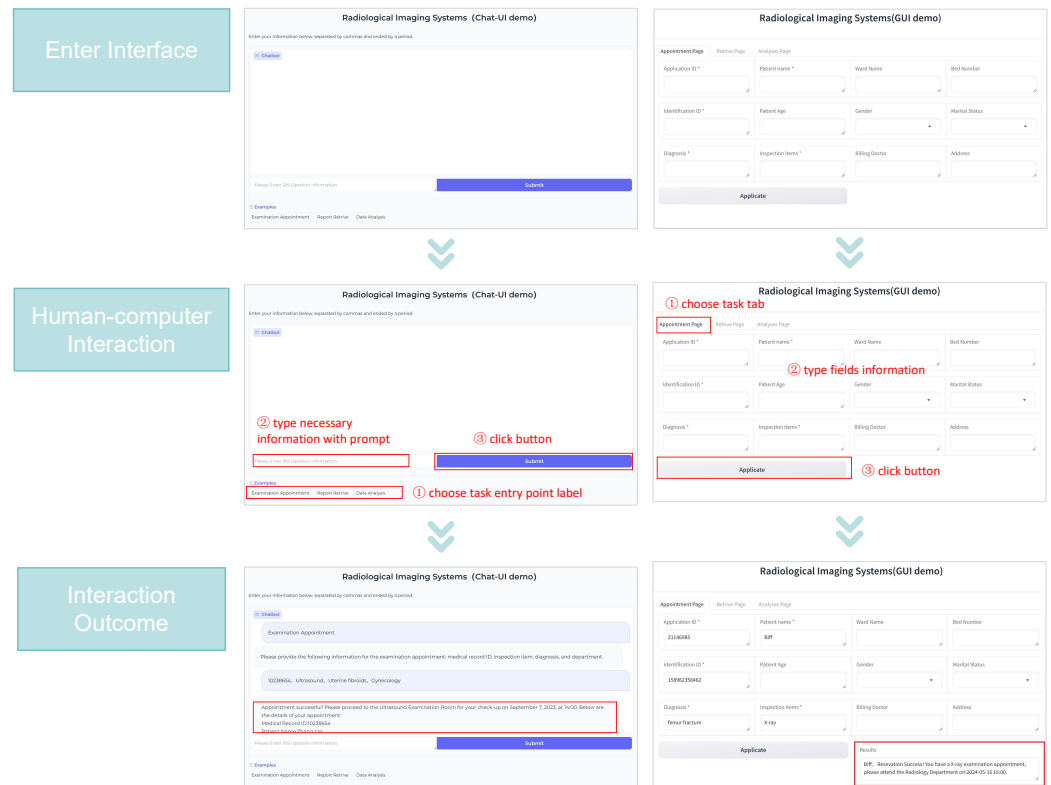 Enter Interface
Radiological Imaging Systems (Chat-UI demo)
Enter your information below, separated by commas and ended by a period.
Chatbot
Please Enter RIS Opration Information.
Submit
Examples
Examination Appointment Report Retrive Data Analysis
Radiological Imaging Systems(GUI demo)
Appointment Page Retrive Page Analyses Page
Application ID * Patient name * Ward Name Bed Number
Identification ID * Patient Age Gender Marital Status
Diagnosis * Inspection Items * Billing Doctor Address
Applicate
Human-computer
Interaction
Radiological Imaging Systems (Chat-UI demo)
Enter your information below, separated by commas and ended by a period.
Chatbot
② type necessary
information with prompt
③ click button
Please Enter RIS Opration Information.
Submit
Examples
Examination Appointment Report Retrive Data Analysis
① choose task entry point label
Radiological Imaging Systems(GUI demo)
① choose task tab
Appointment Page Retrive Page Analyses Page
Application ID * Patient name * Ward Name Bed Number
② type fields information
Identification ID * Patient Age Gender Marital Status
Diagnosis * Inspection Items * Billing Doctor Address
Applicate
③ click button
Interaction
Outcome
Radiological Imaging Systems (Chat-UI demo)
Enter your information below, separated by commas and ended by a period.
Chatbot
Examination Appointment
Please provide the following information for the examination appointment: medical record ID, inspection item, diagnosis, and department.
10238654, Ultrasound, Uterine fibroids, Gynecology
Appointment successful! Please proceed to the Ultrasound Examination Room for your check-up on September 7, 2023, at 14:00. Below are
the details of your appointment:
Medical Record ID:10238654
Please Enter RIS Opration Information.
Submit
Examples
Examination Appointment Report Retrive Data Analysis
Radiological Imaging Systems(GUI demo)
Appointment Page Retrive Page Analyses Page
Application ID * Patient name * Ward Name Bed Number
21146985 Biff
Identification ID * Patient Age Gender Marital Status
158962358462
Diagnosis * Inspection Items * Billing Doctor Address
femur fracture X-ray
Applicate
Results
Biff, Resevation Success! You have a X-ray examination appointment,
please attend the Radiology Department on:2024-05-16 16:00.